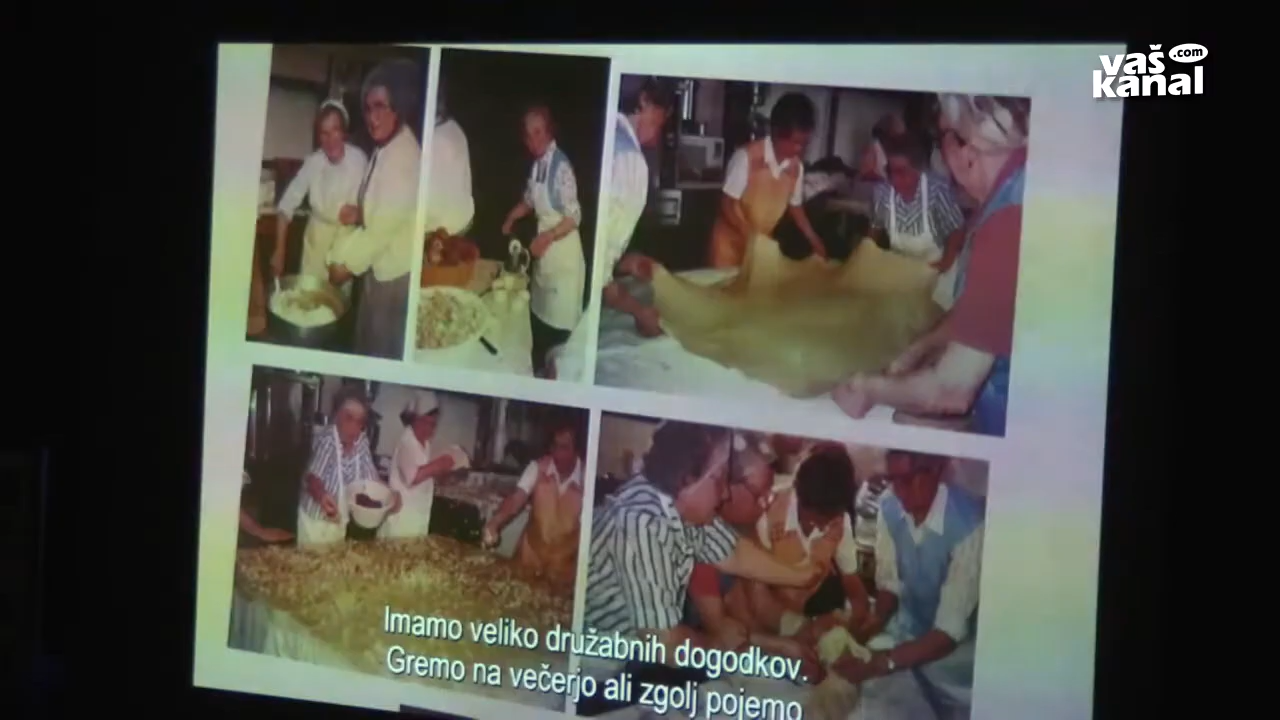 vaš .com
kanal
Imamo veliko družabnih dogodkov.
Gremo na večerjo ali zgolj pojemo